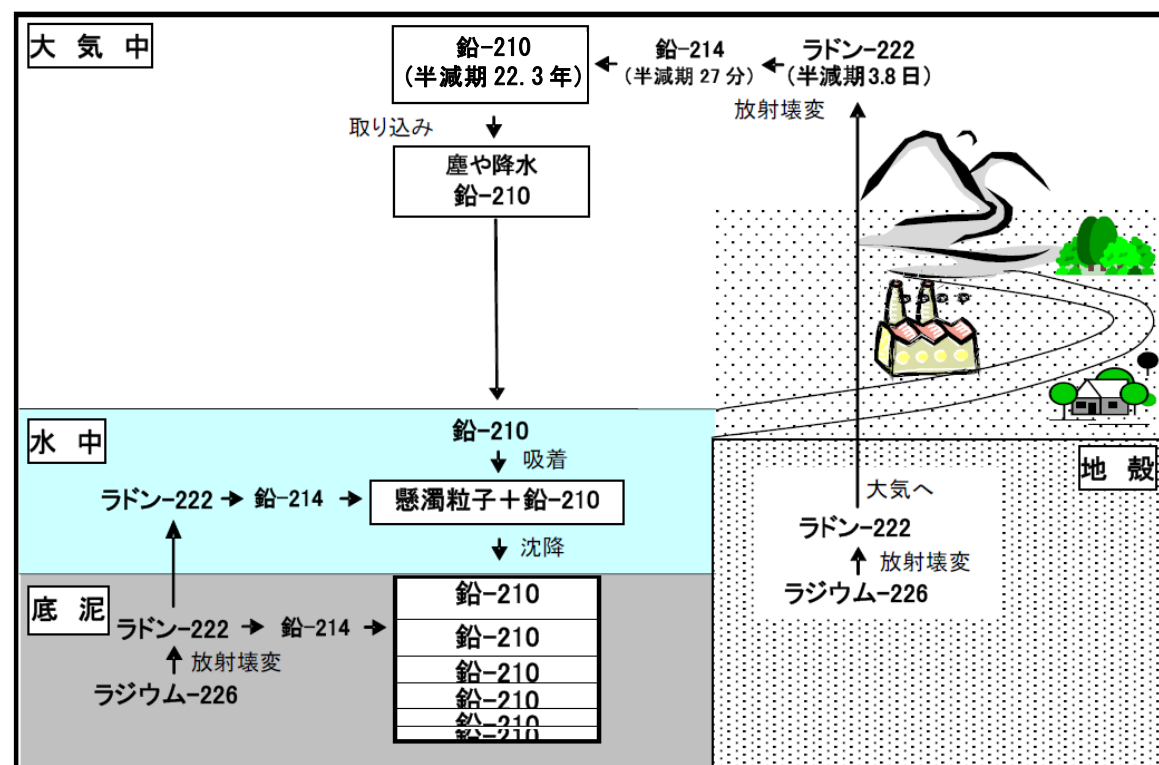 大 気 中
鉛-210
(半減期 22.3 年)
鉛-214
(半減期 27 分)
ラドン-222
(半減期 3.8 日)
放射壊変
取り込み
塵や降水
鉛-210
水 中
鉛-210
吸着
ラドン-222
鉛-214
懸濁粒子＋鉛-210
沈降
地 殻
大気へ
ラドン-222
放射壊変
ラジウム-226
底 泥
鉛-210
ラドン-222
鉛-214
鉛-210
放射壊変
鉛-210
ラジウム-226
鉛-210
鉛-210
鉛-210